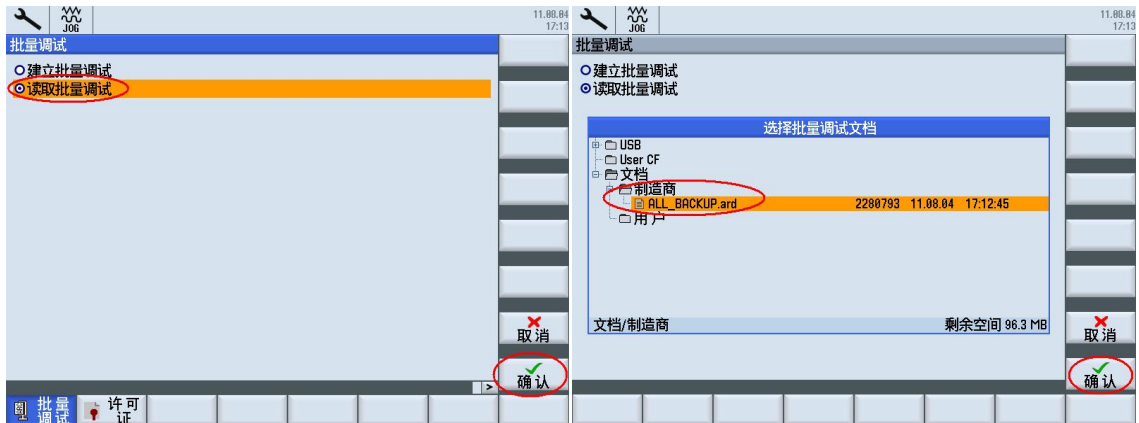 JOG
11.08.04
17:13
批量调试
建立批量调试
读取批量调试
取消
确认
>
批量
调试
许可
证
JOG
11.08.04
17:13
批量调试
建立批量调试
读取批量调试
选择批量调试文档
USB
User CF
文档
制造商
ALL_BACKUP.ard 2280793 11.08.04 17:12:45
用户
文档/制造商 剩余空间 96.3 MB
取消
确认